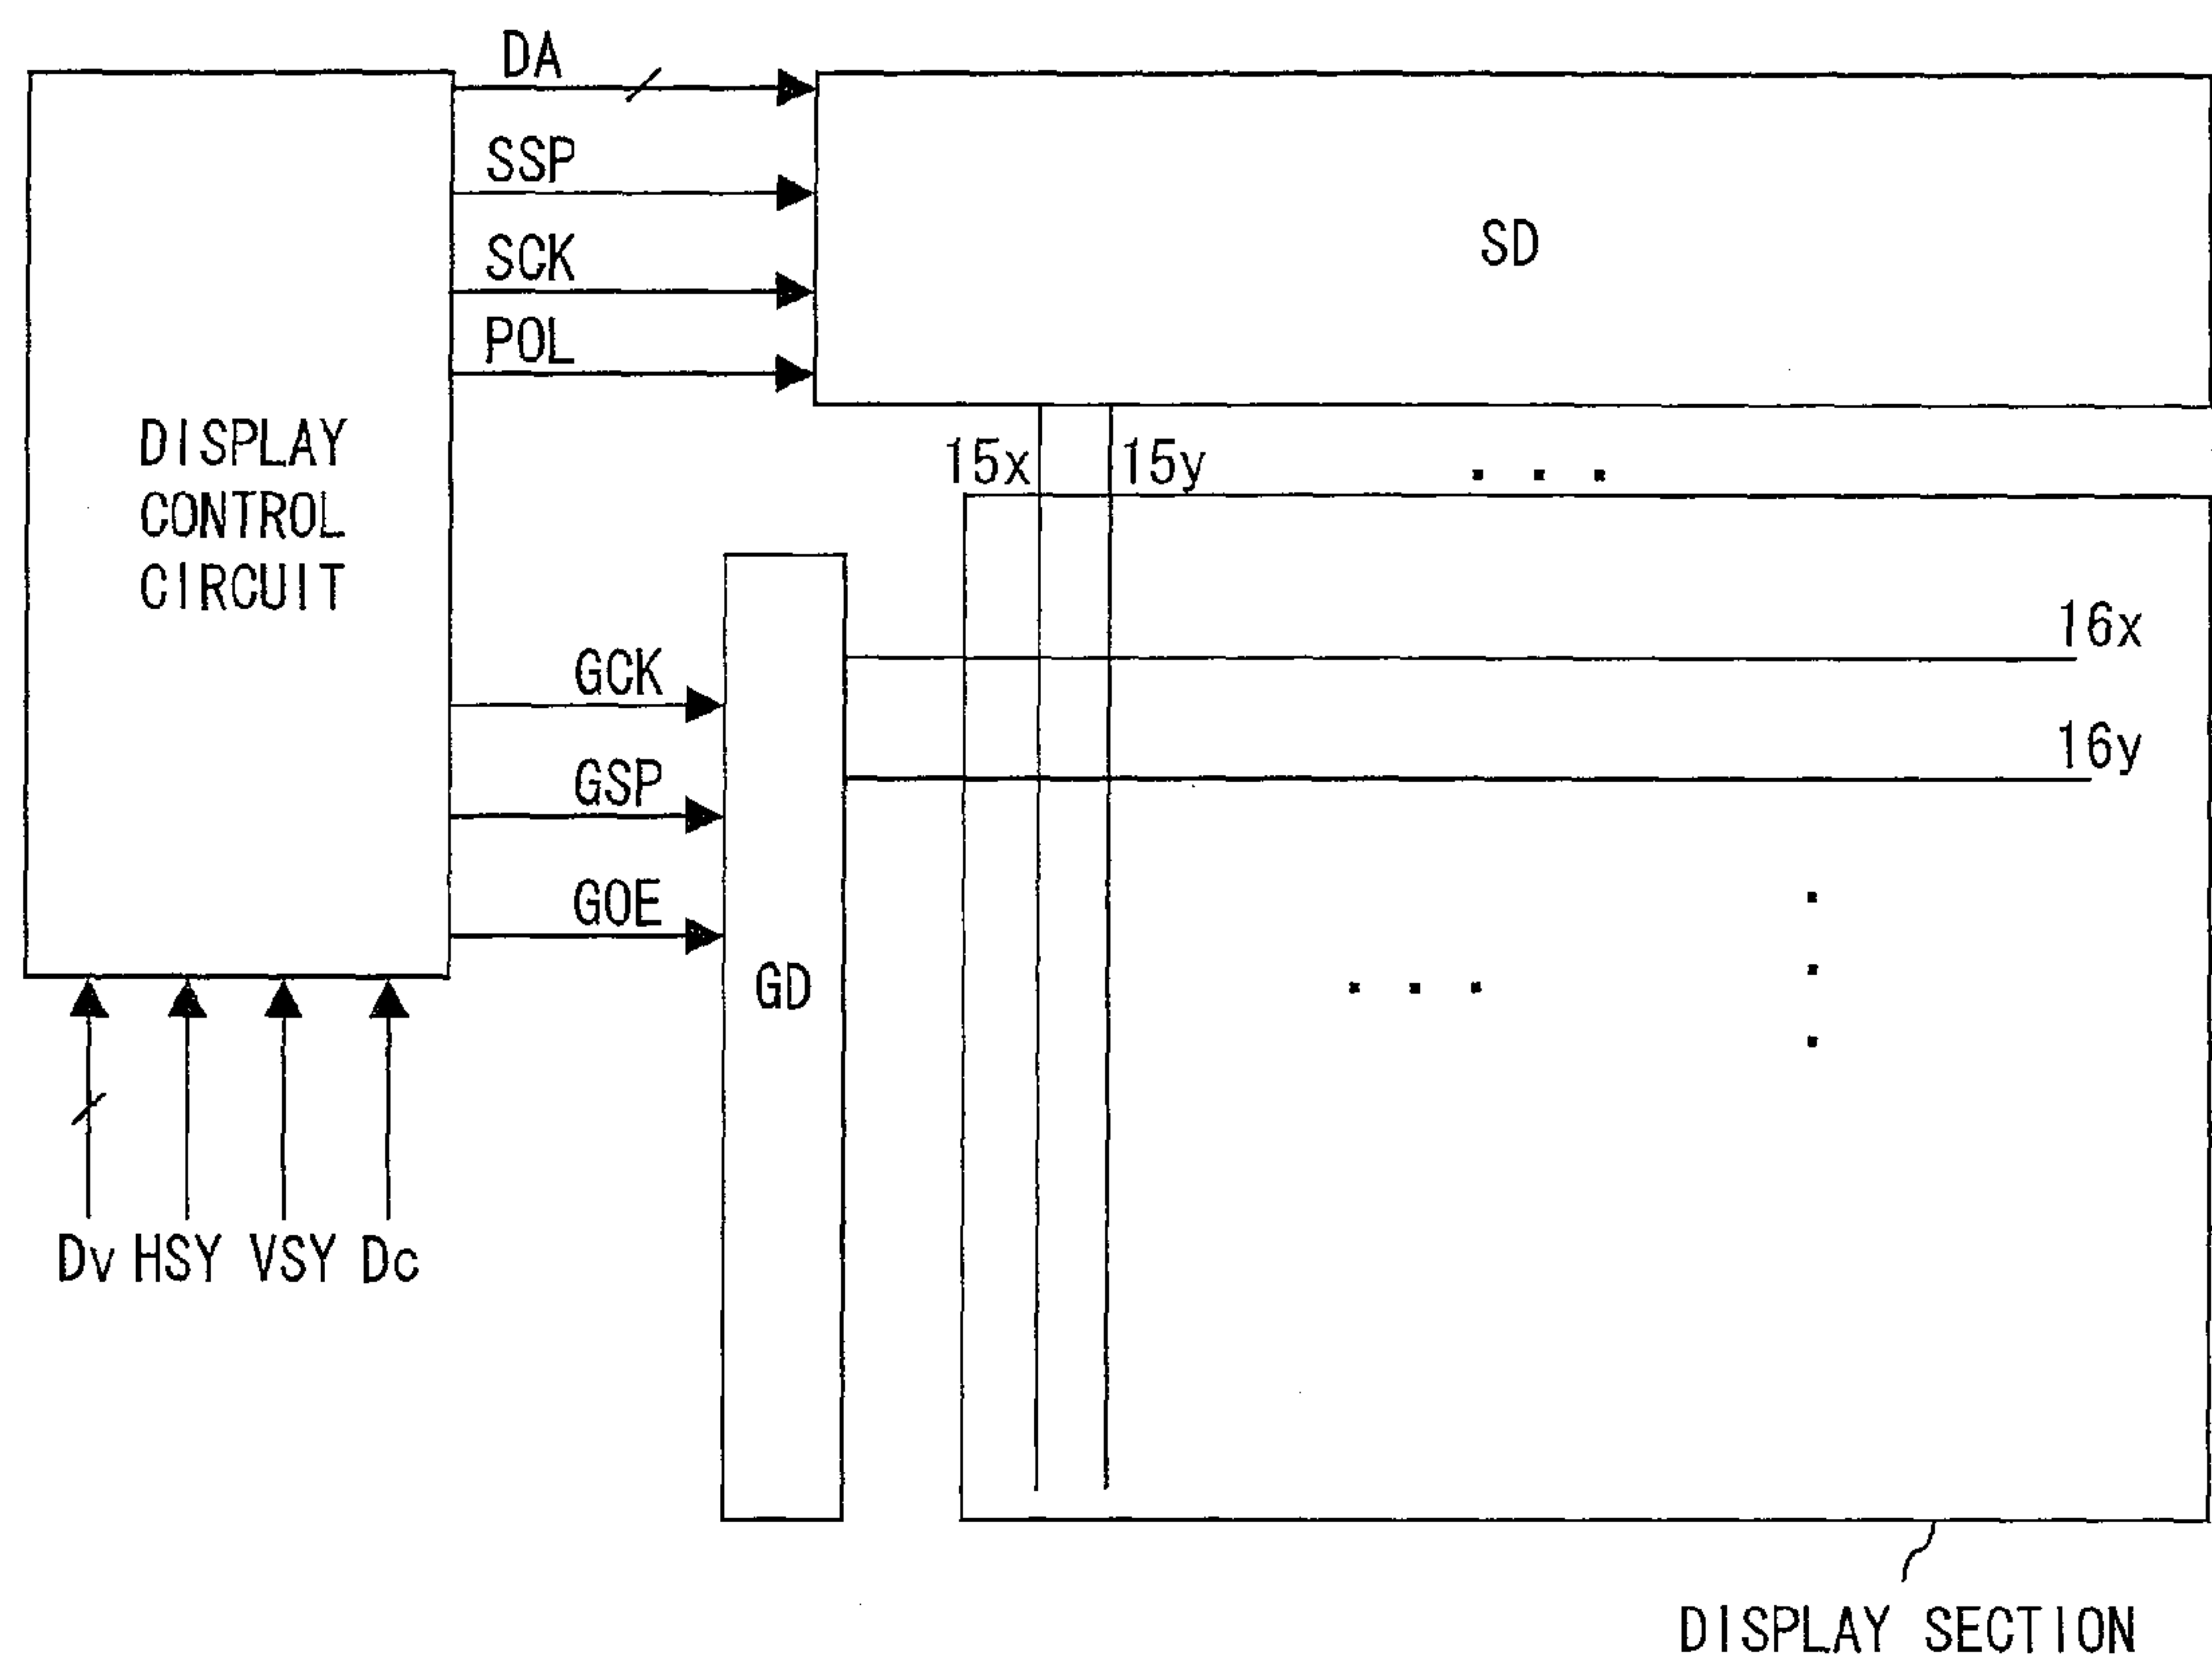 DA
SSP
SCK
POL
SD
DISPLAY
CONTROL
CIRCUIT
15x
15y
16x
16y
GCK
GSP
GOE
GD
Dv
HSY
VSY
Dc
DISPLAY SECTION